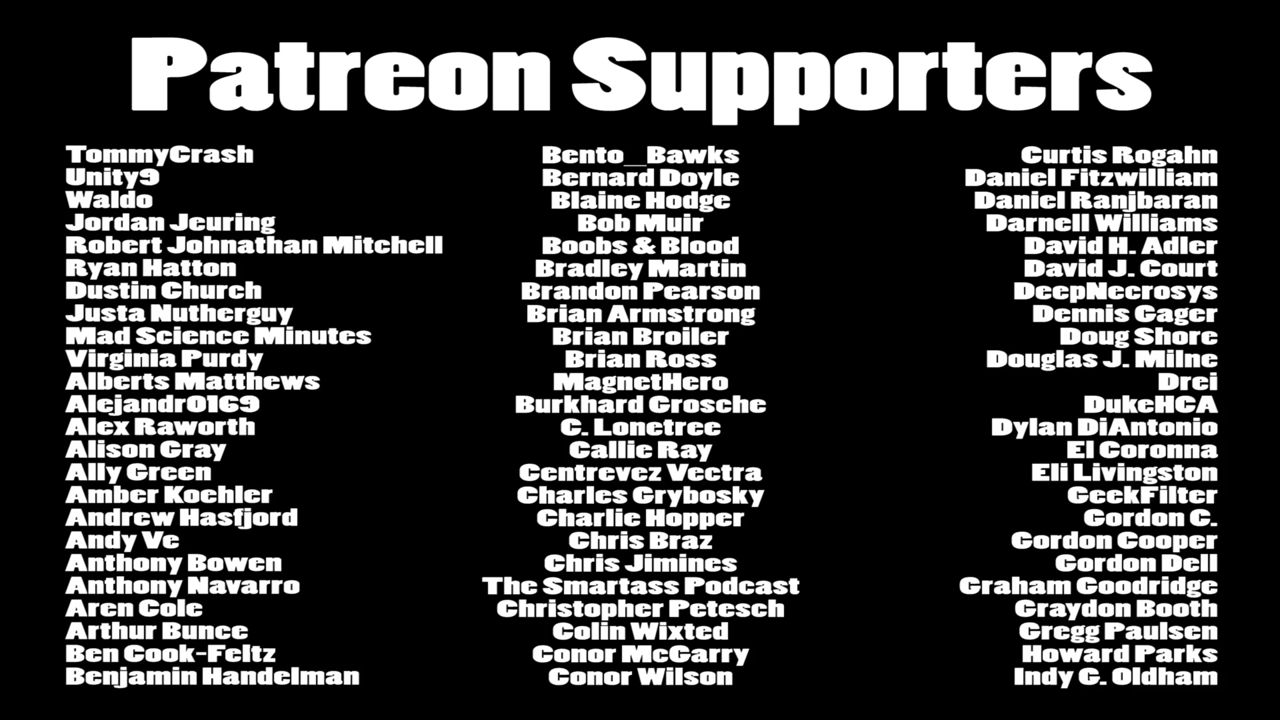 Patreon Supporters
TommyCrash
Unity9
Waldo
Jordan Jeuring
Robert Johnathan Mitchell
Ryan Hatton
Dustin Church
Justa Nutherguy
Mad Science Minutes
Virginia Purdy
Alberts Matthews
Alejandr0169
Alex Raworth
Alison Gray
Ally Green
Amber Koehler
Andrew Hasfjord
Andy Ve
Anthony Bowen
Anthony Navarro
Aren Cole
Arthur Bunce
Ben Cook-Feltz
Benjamin Handelman
Bento_Bawks
Bernard Doyle
Blaine Hodge
Bob Muir
Boobs & Blood
Bradley Martin
Brandon Pearson
Brian Armstrong
Brian Broiler
Brian Ross
MagnetHero
Burkhard Grosche
C. Lonetree
Callie Ray
Centrevez Vectra
Charles Grybosky
Charlie Hopper
Chris Braz
Chris Jimines
The Smartass Podcast
Christopher Petesch
Colin Wixted
Conor McGarry
Conor Wilson
Curtis Rogahn
Daniel Fitzwilliam
Daniel Ranjbaran
Darnell Williams
David H. Adler
David J. Court
DeepNecrosys
Dennis Gager
Doug Shore
Douglas J. Milne
Drei
DukeHCA
Dylan DiAntonio
El Coronna
Eli Livingston
GeekFilter
Gordon C.
Gordon Cooper
Gordon Dell
Graham Goodridge
Graydon Booth
Gregg Paulsen
Howard Parks
Indy G. Oldham